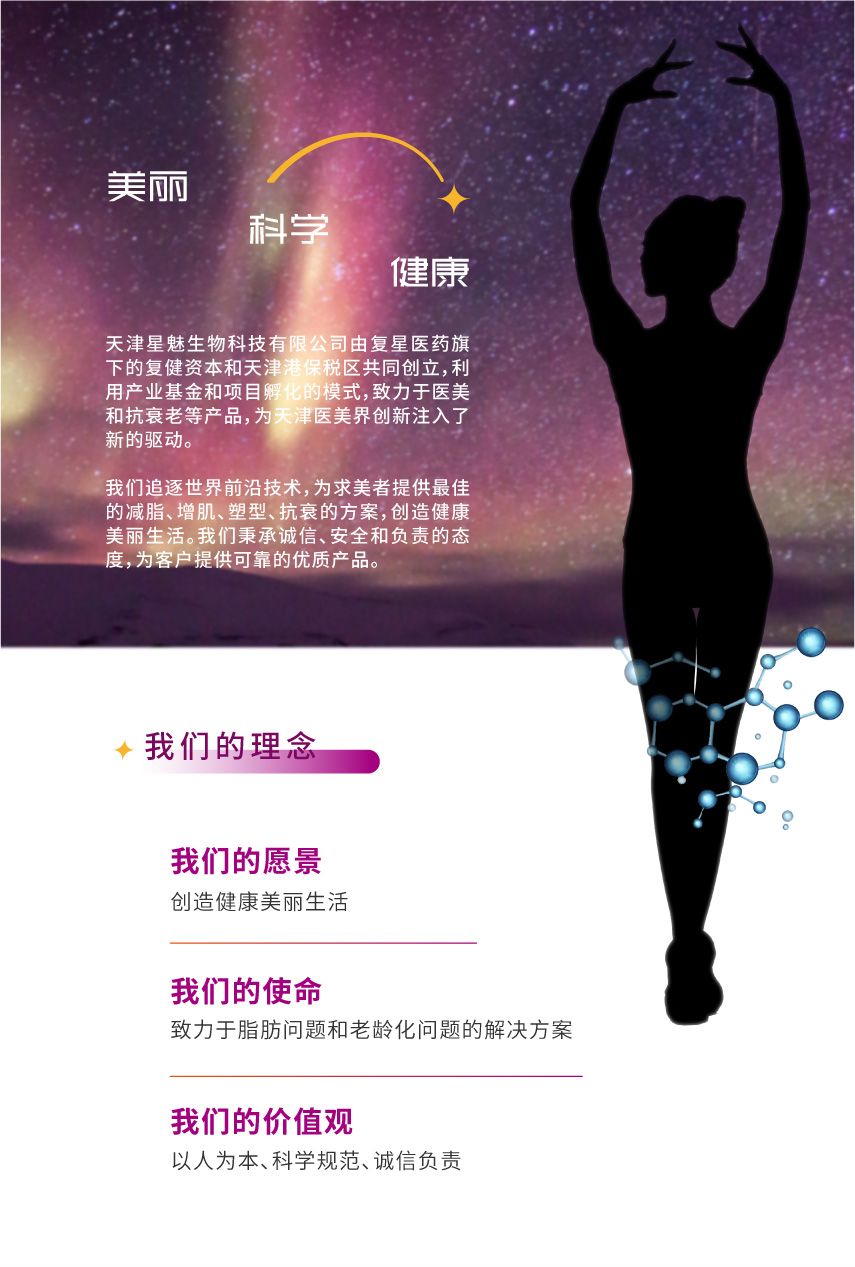 美丽
科学
健康
天津星魅生物科技有限公司由复星医药旗
下的复健资本和天津港保税区共同创立，利
用产业基金和项目孵化的模式，致力于医美
和抗衰老等产品，为天津医美界创新注入了
新的驱动。
我们追逐世界前沿技术，为求美者提供最佳
的减脂、增肌、塑型、抗衰的方案，创造健康
美丽生活。我们秉承诚信、安全和负责的态
度，为客户提供可靠的优质产品。
我们的理念
我们的愿景
创造健康美丽生活
我们的使命
致力于脂肪问题和老龄化问题的解决方案
我们的价值观
以人为本、科学规范、诚信负责